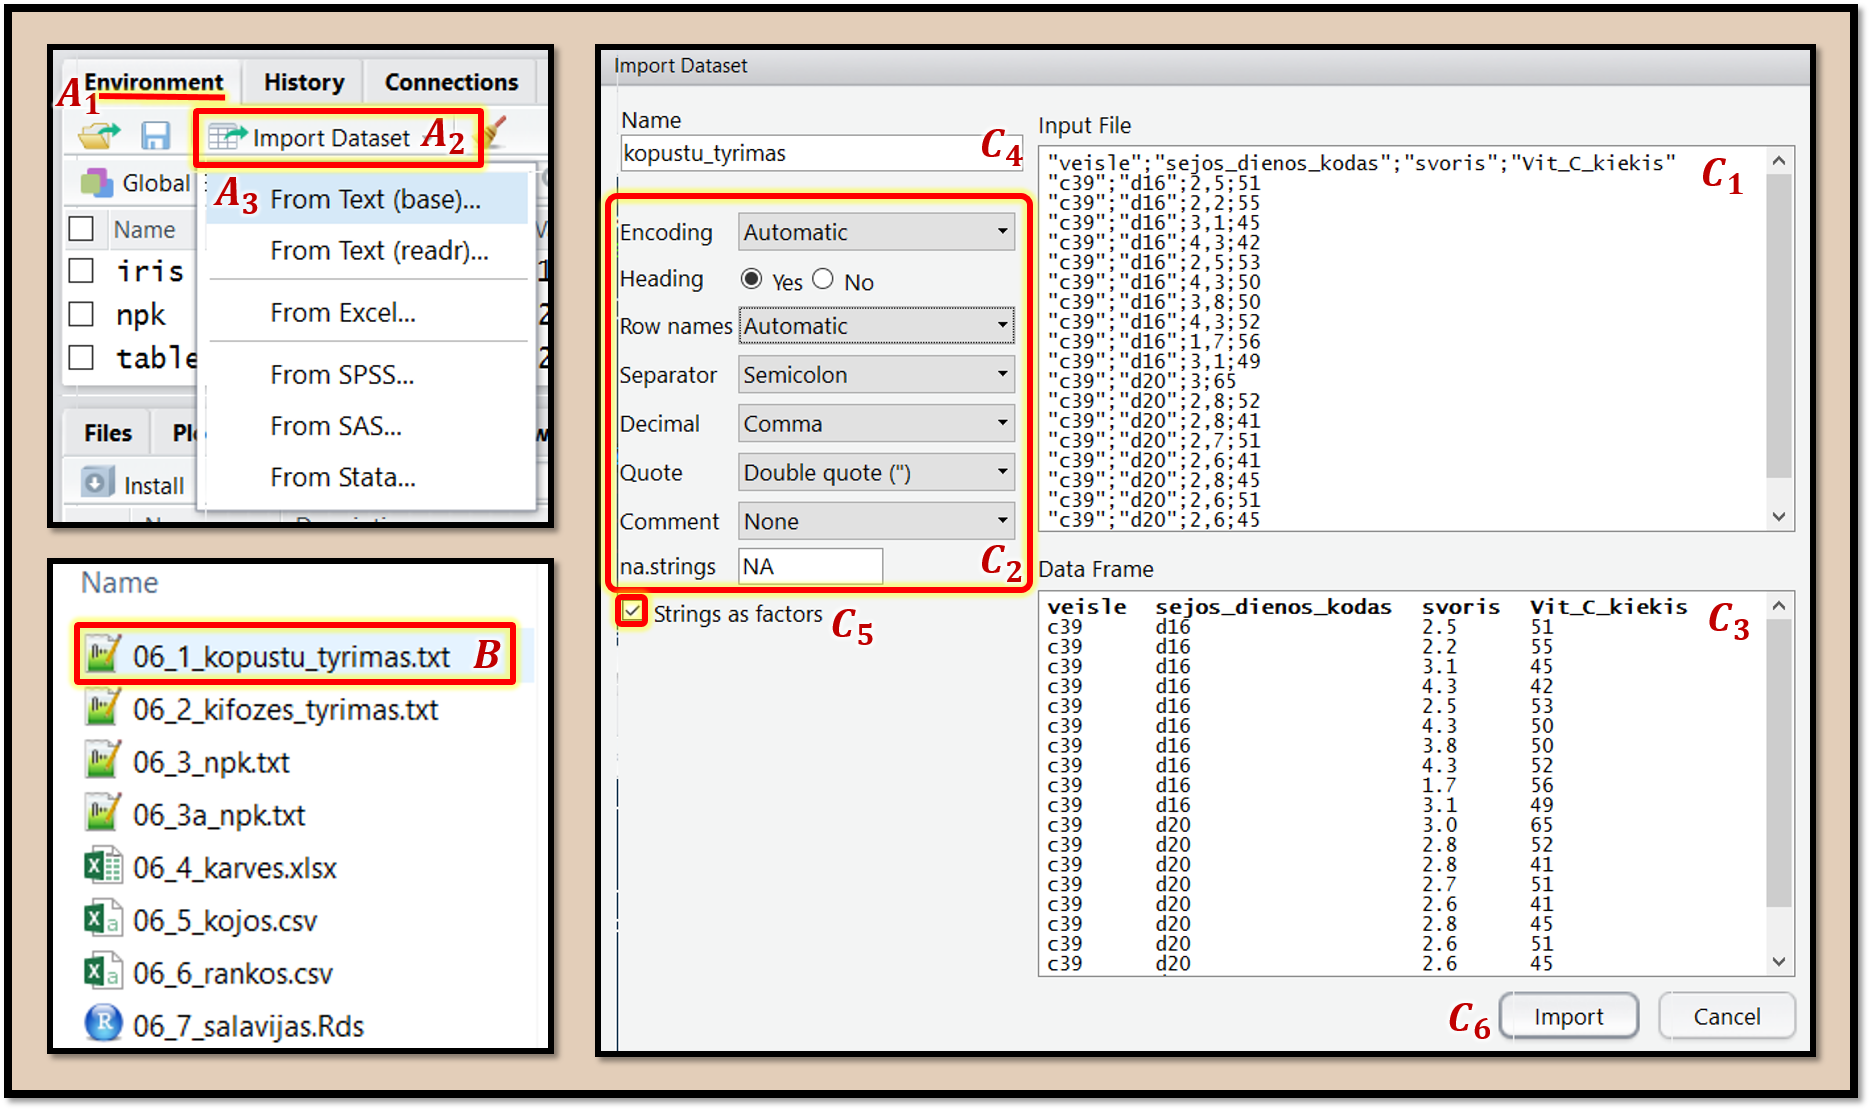 Environment History Connections
A1
Import Dataset A2
Global
A3 From Text (base)...
From Text (readr)...
From Excel...
From SPSS...
From SAS...
From Stata...
Name
iris
npk
table
Files
Install
Name
06_1_kopustu_tyrimas.txt B
06_2_kifozes_tyrimas.txt
06_3_npk.txt
06_3a_npk.txt
06_4_karves.xlsx
06_5_kojos.csv
06_6_rankos.csv
06_7_salavijas.Rds
Import Dataset
Name
kopustu_tyrimas C4
Encoding Automatic
Heading Yes No
Row names Automatic
Separator Semicolon
Decimal Comma
Quote Double quote (")
Comment None
na.strings NA C2
Strings as factors C5
Input File
"veisle";"sejos_dienos_kodas";"svoris";"Vit_C_kiekis" C1
"c39";"d16";2,5;51
"c39";"d16";2,2;55
"c39";"d16";3,1;45
"c39";"d16";4,3;42
"c39";"d16";2,5;53
"c39";"d16";4,3;50
"c39";"d16";3,8;50
"c39";"d16";4,3;52
"c39";"d16";1,7;56
"c39";"d16";3,1;49
"c39";"d20";3;65
"c39";"d20";2,8;52
"c39";"d20";2,8;41
"c39";"d20";2,7;51
"c39";"d20";2,6;41
"c39";"d20";2,8;45
"c39";"d20";2,6;51
"c39";"d20";2,6;45
Data Frame
veisle sejos_dienos_kodas svoris Vit_C_kiekis C3
c39 d16 2.5 51
c39 d16 2.2 55
c39 d16 3.1 45
c39 d16 4.3 42
c39 d16 2.5 53
c39 d16 4.3 50
c39 d16 3.8 50
c39 d16 4.3 52
c39 d16 1.7 56
c39 d16 3.1 49
c39 d20 3.0 65
c39 d20 2.8 52
c39 d20 2.8 41
c39 d20 2.7 51
c39 d20 2.6 41
c39 d20 2.8 45
c39 d20 2.6 51
c39 d20 2.6 45
C6 Import Cancel